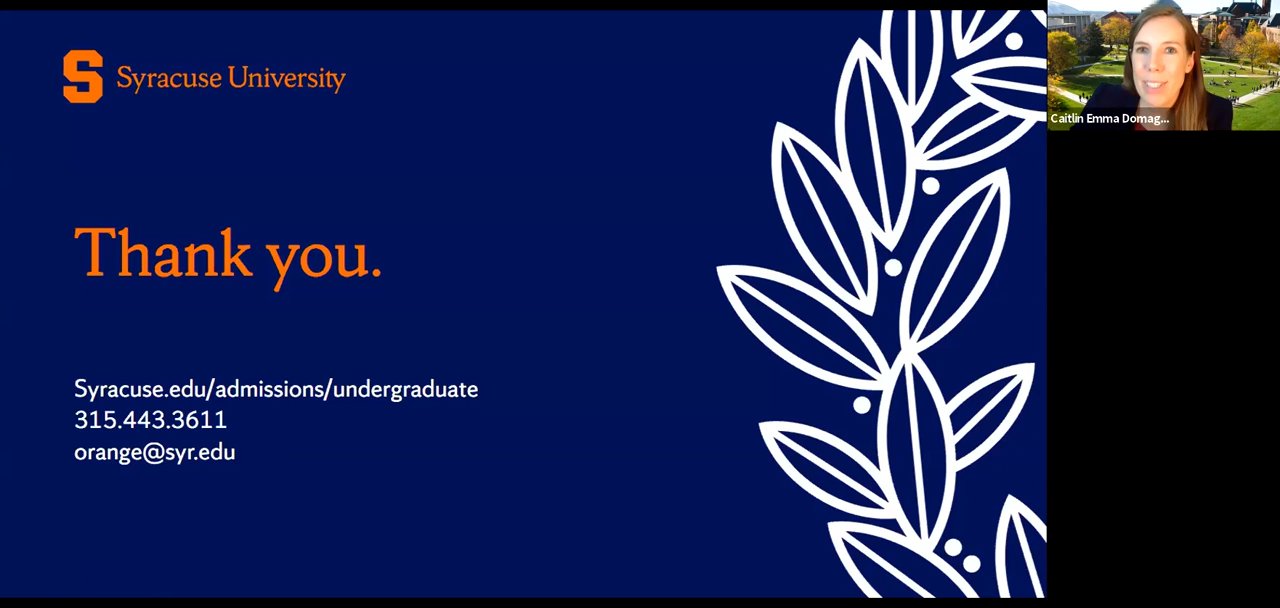 S Syracuse University
Thank you.
Syracuse.edu/admissions/undergraduate
315.443.3611
orange@syr.edu
Caitlin Emma Domag...